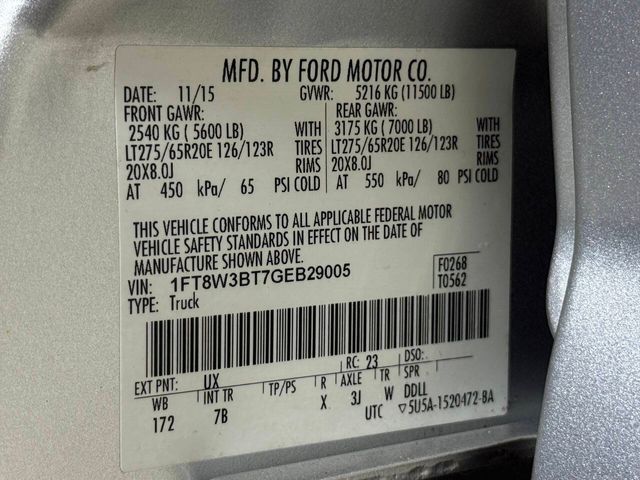 MFD. BY FORD MOTOR CO.
DATE: 11/15 GVWR: 5216 KG (11500 LB)
FRONT GAWR: REAR GAWR:
2540 KG ( 5600 LB) WITH 3175 KG ( 7000 LB) WITH
LT275/65R20E 126/123R TIRES LT275/65R20E 126/123R TIRES
20X8.0J RIMS 20X8.0J RIMS
AT 450 kPa/ 65 PSI COLD AT 550 kPa/ 80 PSI COLD
THIS VEHICLE CONFORMS TO ALL APPLICABLE FEDERAL MOTOR
VEHICLE SAFETY STANDARDS IN EFFECT ON THE DATE OF
MANUFACTURE SHOWN ABOVE.
VIN: 1FT8W3BT7GEB29005 F0268
TYPE: Truck T0562
RC: 23 DSO:
EXT PNT: UX
WB INT TR TP/PS R AXLE TR SPR
172 7B X 3J W DDLL
UTC ▽5U5A-1520472-BA